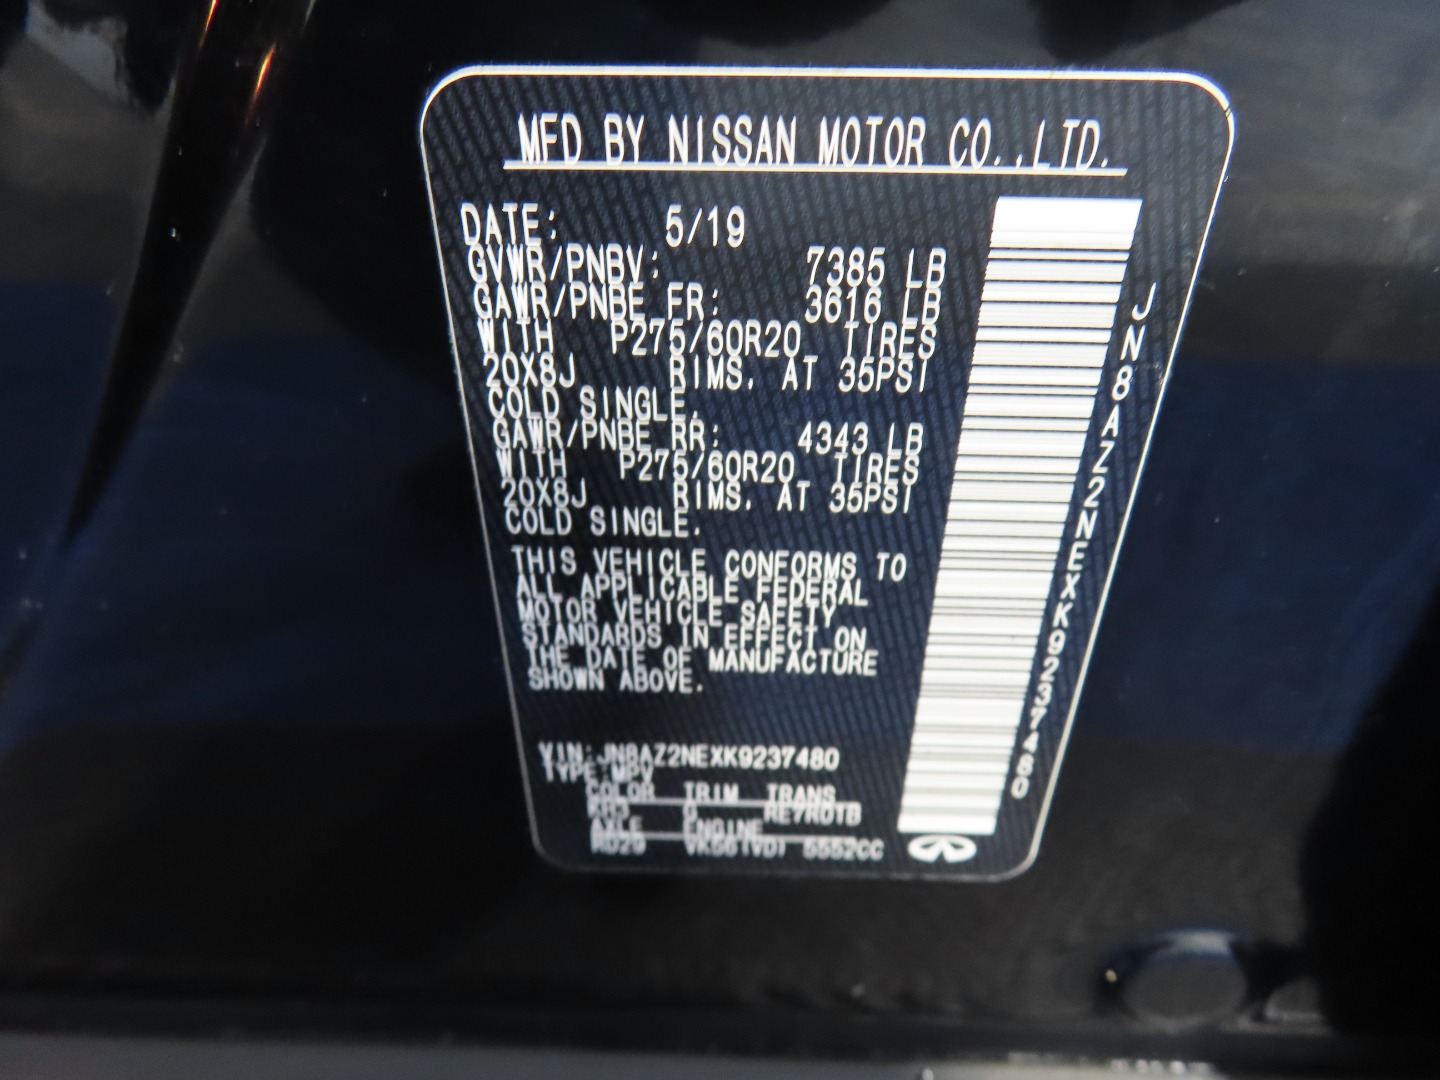 MFD BY NISSAN MOTOR CO.,LTD.
DATE: 5/19
GVWR/PNBV: 7385 LB
GAWR/PNBE FR: 3616 LB
WITH P275/60R20 TIRES
20X8J RIMS. AT 35PSI
COLD SINGLE.
GAWR/PNBE RR: 4343 LB
WITH P275/60R20 TIRES
20X8J RIMS. AT 35PSI
COLD SINGLE.
THIS VEHICLE CONFORMS TO
ALL APPLICABLE FEDERAL
MOTOR VEHICLE SAFETY
STANDARDS IN EFFECT ON
THE DATE OF MANUFACTURE
SHOWN ABOVE.
VIN:JN8AZ2NEXK9237480
TYPE:MPV
COLOR TRIM TRANS
KH3 G RE7R01B
AXLE ENGINE
RD29 5552CC
JN8AZ2NEXK9237480